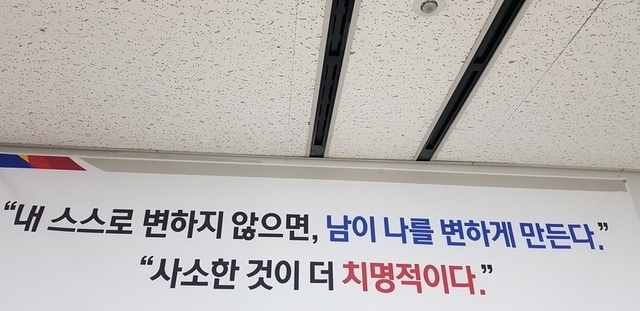 “내 스스로 변하지 않으면, 남이 나를 변하게 만든다.”
“사소한 것이 더 치명적이다.”